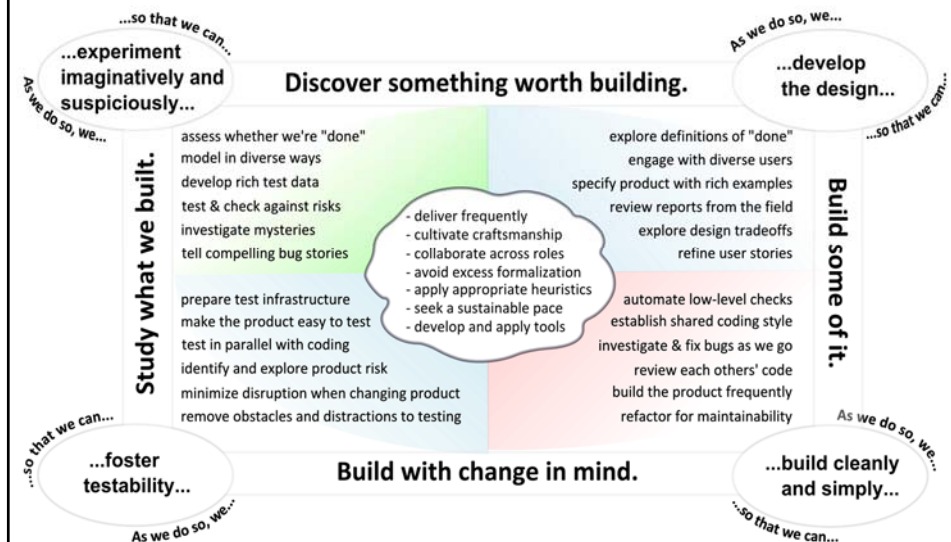 ...so that we can...
...experiment
imaginatively and
suspiciously...
As we do so, we...
Discover something worth building.
As we do so, we...
...develop
the design...
...so that we can...
Study what we built.
assess whether we're "done"
model in diverse ways
develop rich test data
test & check against risks
investigate mysteries
tell compelling bug stories
explore definitions of "done"
engage with diverse users
specify product with rich examples
review reports from the field
explore design tradeoffs
refine user stories
Build some of it.
- deliver frequently
- cultivate craftsmanship
- collaborate across roles
- avoid excess formalization
- apply appropriate heuristics
- seek a sustainable pace
- develop and apply tools
prepare test infrastructure
make the product easy to test
test in parallel with coding
identify and explore product risk
minimize disruption when changing product
remove obstacles and distractions to testing
automate low-level checks
establish shared coding style
investigate & fix bugs as we go
review each others' code
build the product frequently
refactor for maintainability
...so that we can...
...foster
testability...
As we do so, we...
Build with change in mind.
As we do so, we...
...build cleanly
and simply...
...so that we can...